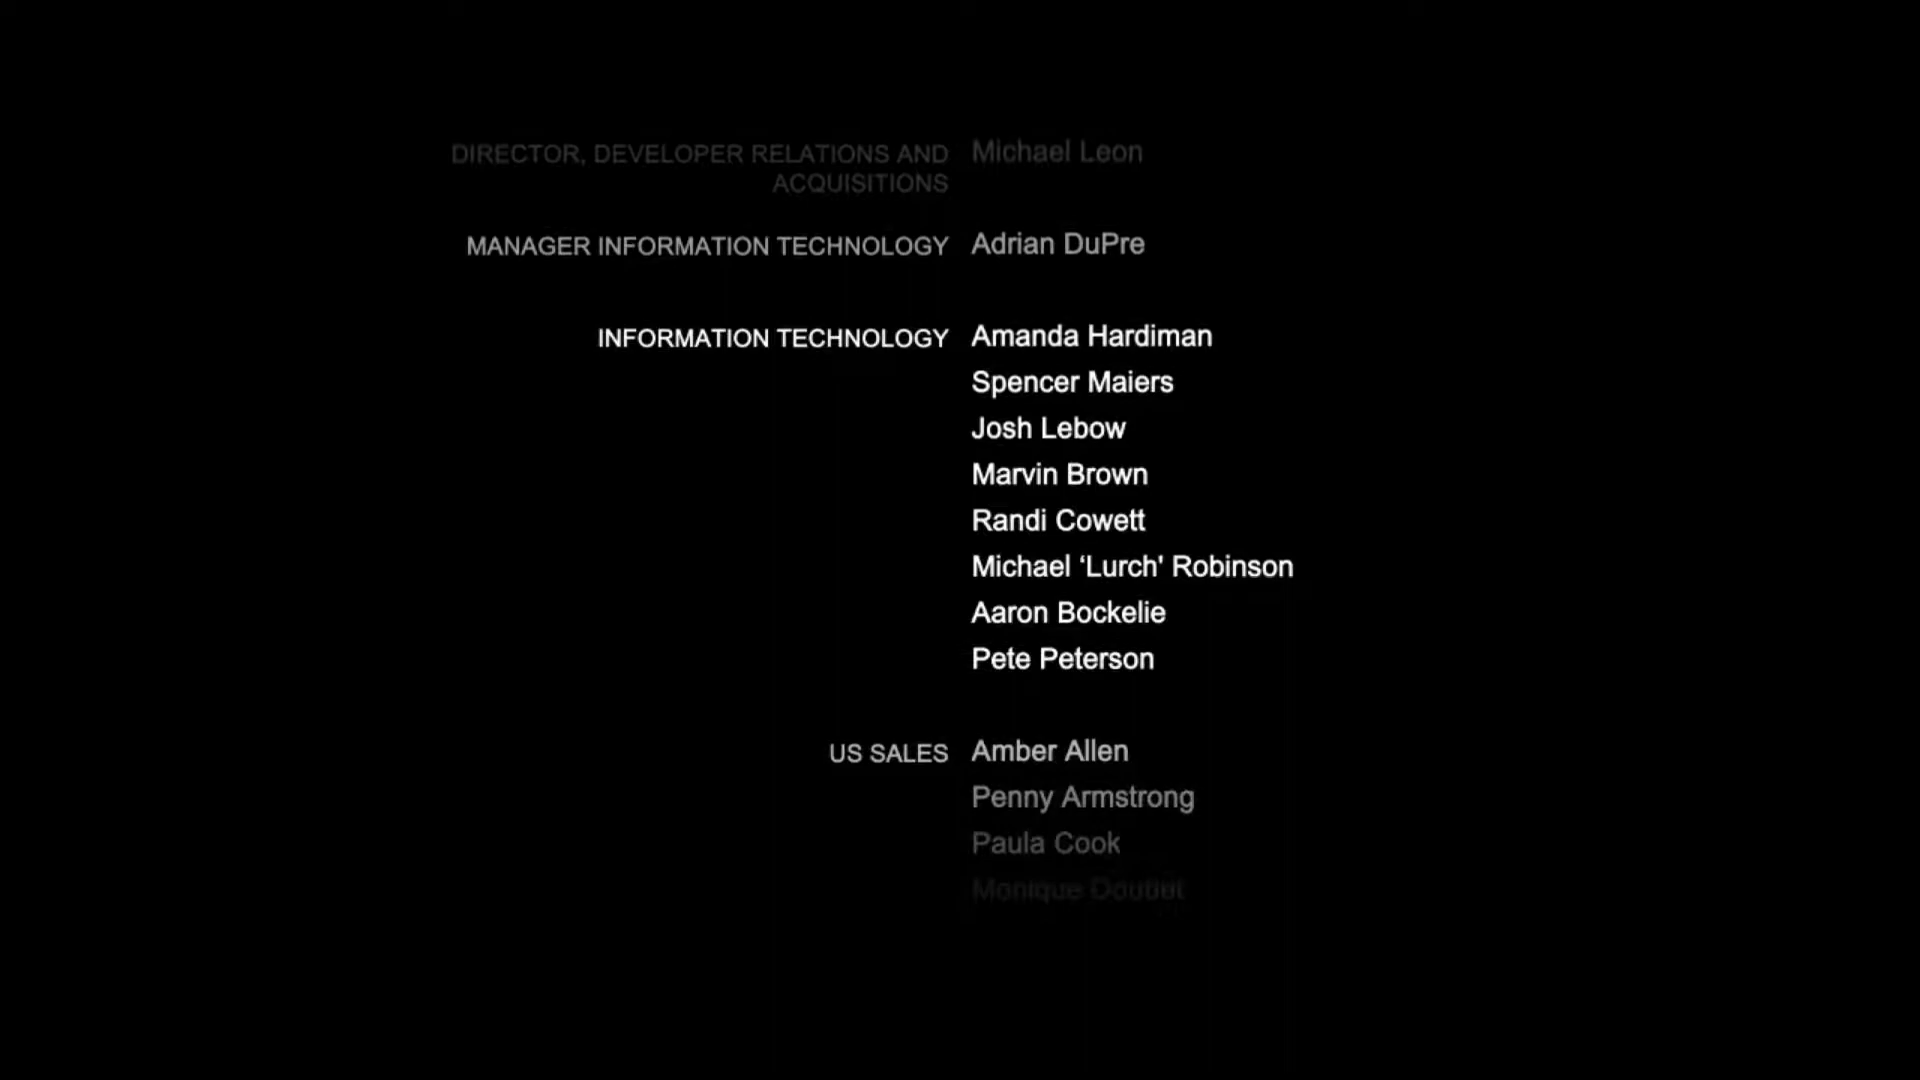 DIRECTOR, DEVELOPER RELATIONS AND Michael Leon
ACQUISITIONS
MANAGER INFORMATION TECHNOLOGY Adrian DuPre
INFORMATION TECHNOLOGY Amanda Hardiman
Spencer Maiers
Josh Lebow
Marvin Brown
Randi Cowett
Michael ‘Lurch' Robinson
Aaron Bockelie
Pete Peterson
US SALES Amber Allen
Penny Armstrong
Paula Cook
Monique